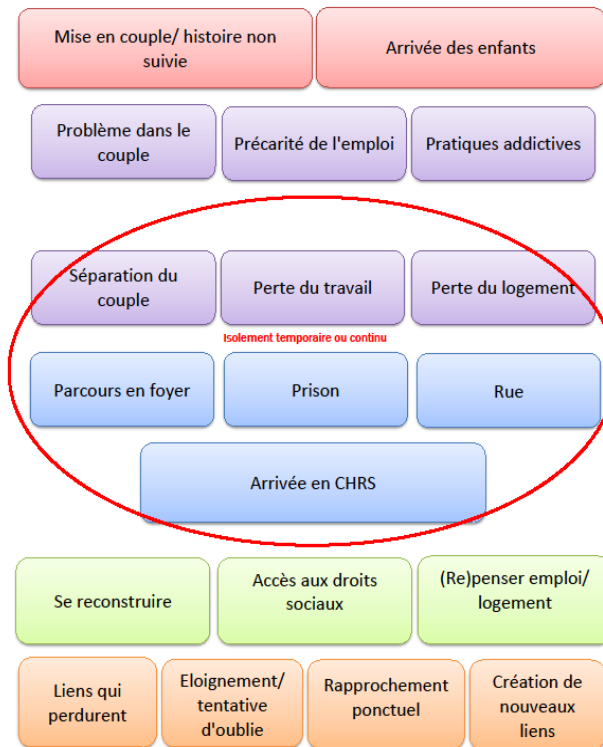 Mise en couple/ histoire non
suivie
Arrivée des enfants
Problème dans le
couple
Précarité de l'emploi
Pratiques addictives
Séparation du
couple
Perte du travail
Perte du logement
Isolement temporaire ou continu
Parcours en foyer
Prison
Rue
Arrivée en CHRS
Se reconstruire
Accès aux droits
sociaux
(Re)penser emploi/
logement
Liens qui
perdurent
Eloignement/
tentative
d'oublie
Rapprochement
ponctuel
Création de
nouveaux
liens